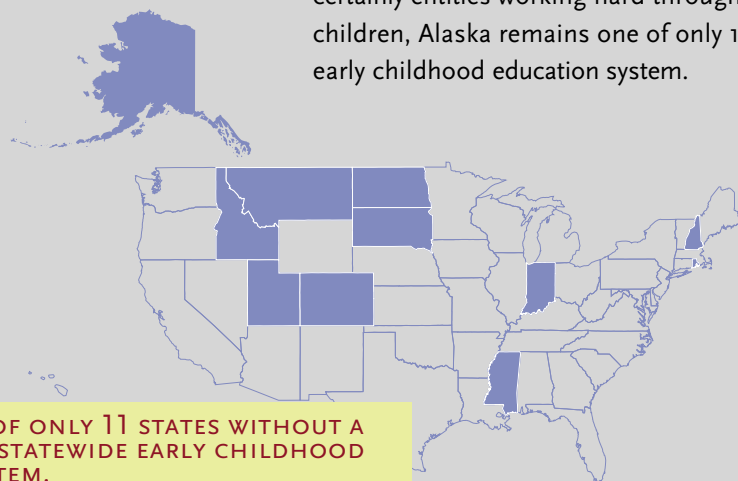 certainly entities working hard through
children, Alaska remains one of only 1
early childhood education system.
OF ONLY 11 STATES WITHOUT A
STATEWIDE EARLY CHILDHOOD
TEM.